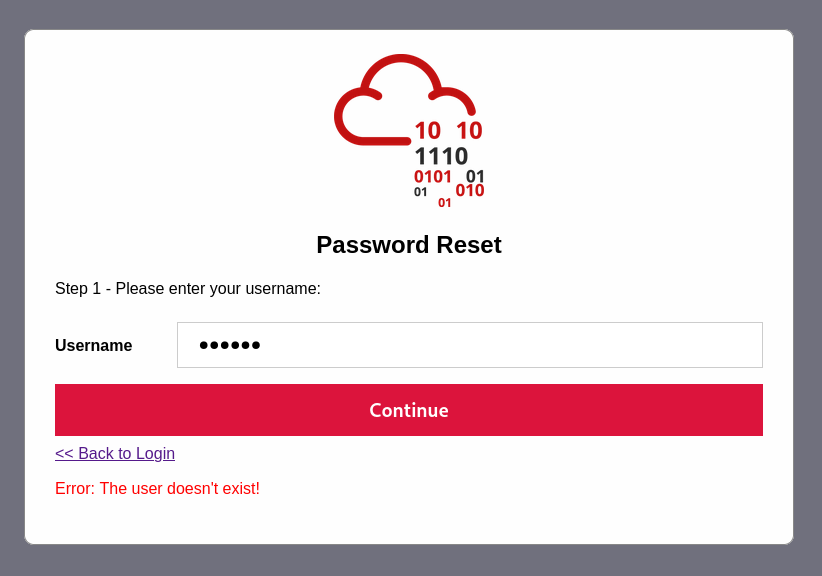 10 10
1110
0101 01
01 010
01
Password Reset
Step 1 - Please enter your username:
Username ••••••
Continue
<< Back to Login
Error: The user doesn't exist!